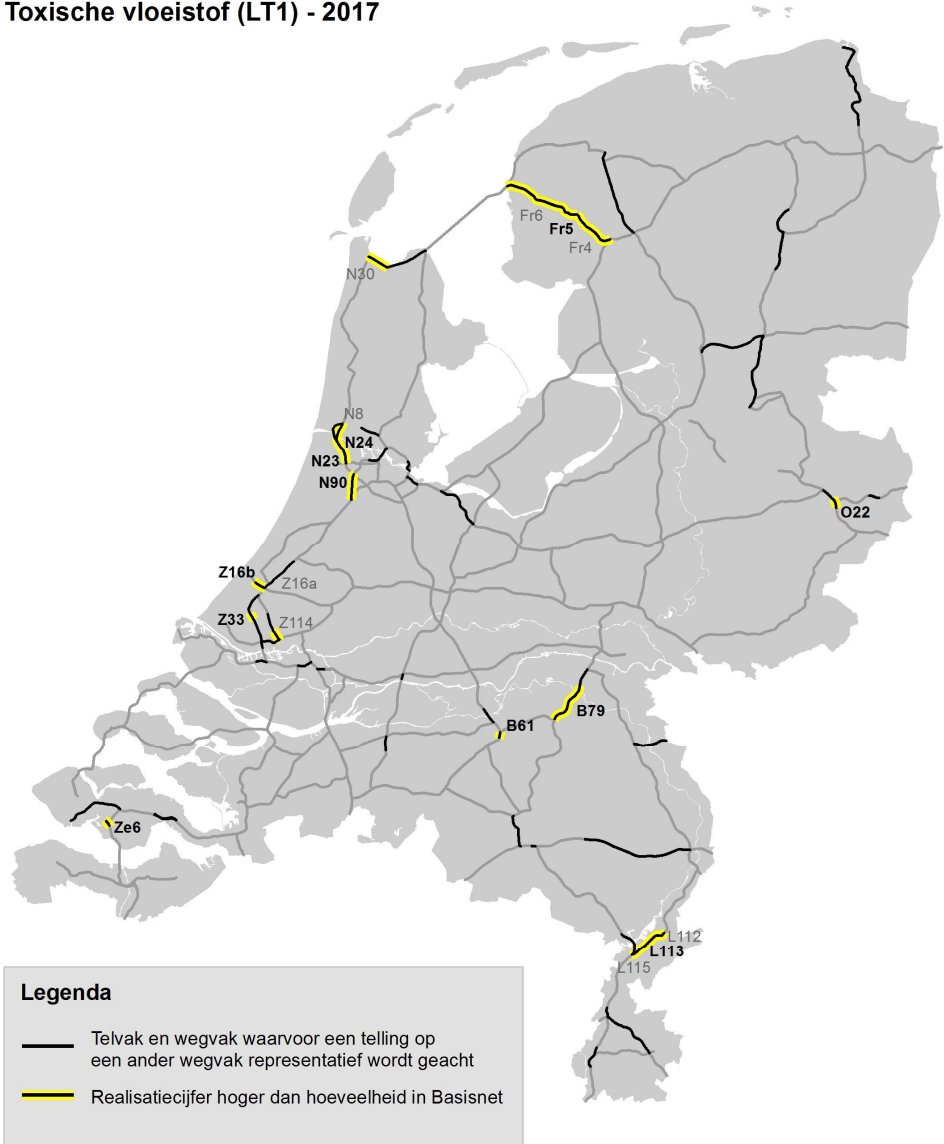 Toxische vloeistof (LT1) - 2017
Fr6
Fr5
Fr4
N30
N8
N24
N23
N90
O22
Z16b
Z16a
Z33
Z114
B79
B61
Ze6
L112
L113
L115
Legenda
Telvak en wegvak waarvoor een telling op
een ander wegvak representatief wordt geacht
Realisatiecijfer hoger dan hoeveelheid in Basisnet